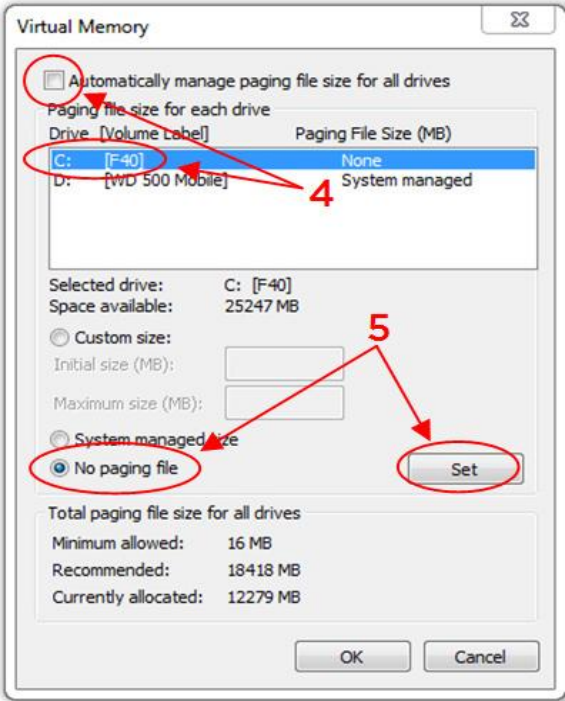 Virtual Memory
Automatically manage paging file size for all drives
Paging file size for each drive
Drive [Volume Label] Paging File Size (MB)
C: [F40] None
D: [WD 500 Mobile] System managed
4
Selected drive: C: [F40]
Space available: 25247 MB
5
Custom size:
Initial size (MB):
Maximum size (MB):
System managed size
No paging file
Set
Total paging file size for all drives
Minimum allowed: 16 MB
Recommended: 18418 MB
Currently allocated: 12279 MB
OK Cancel